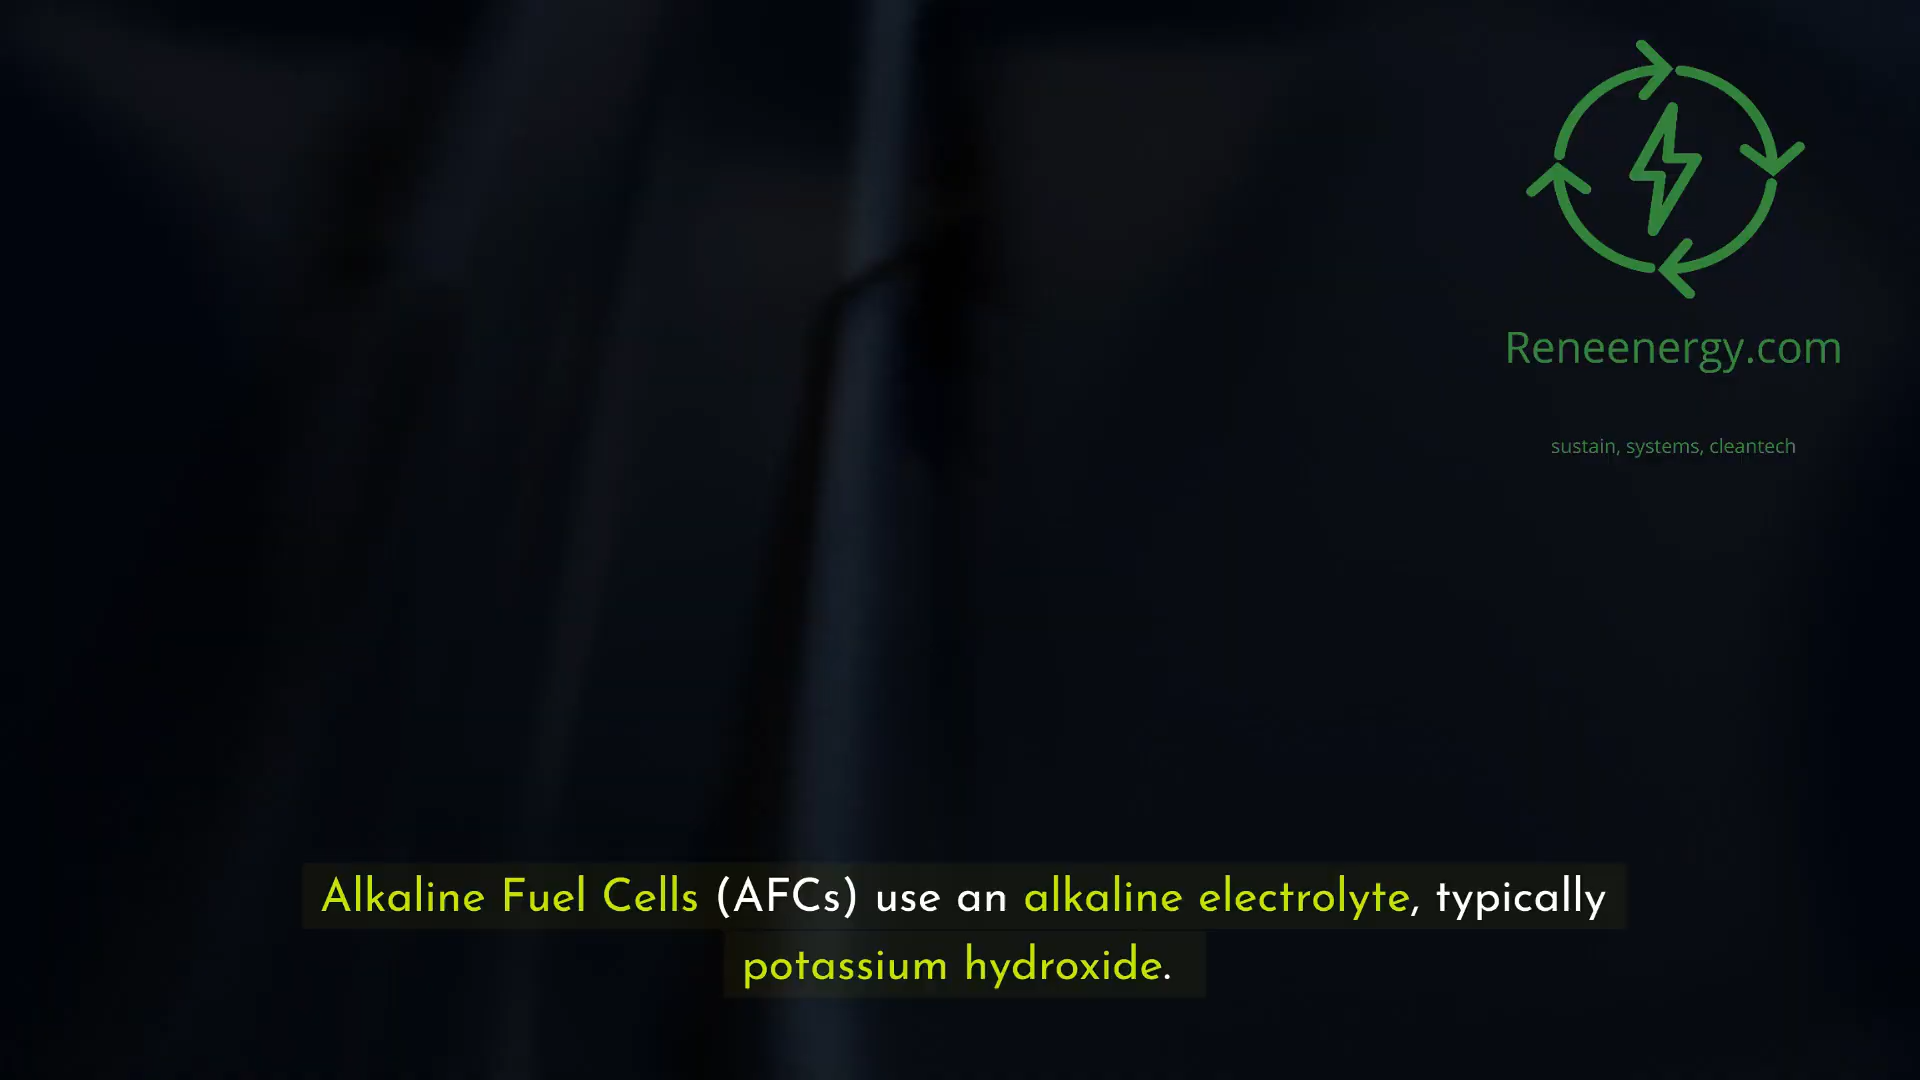 Reneenergy.com
sustain, systems, cleantech
Alkaline Fuel Cells (AFCs) use an alkaline electrolyte, typically
potassium hydroxide.